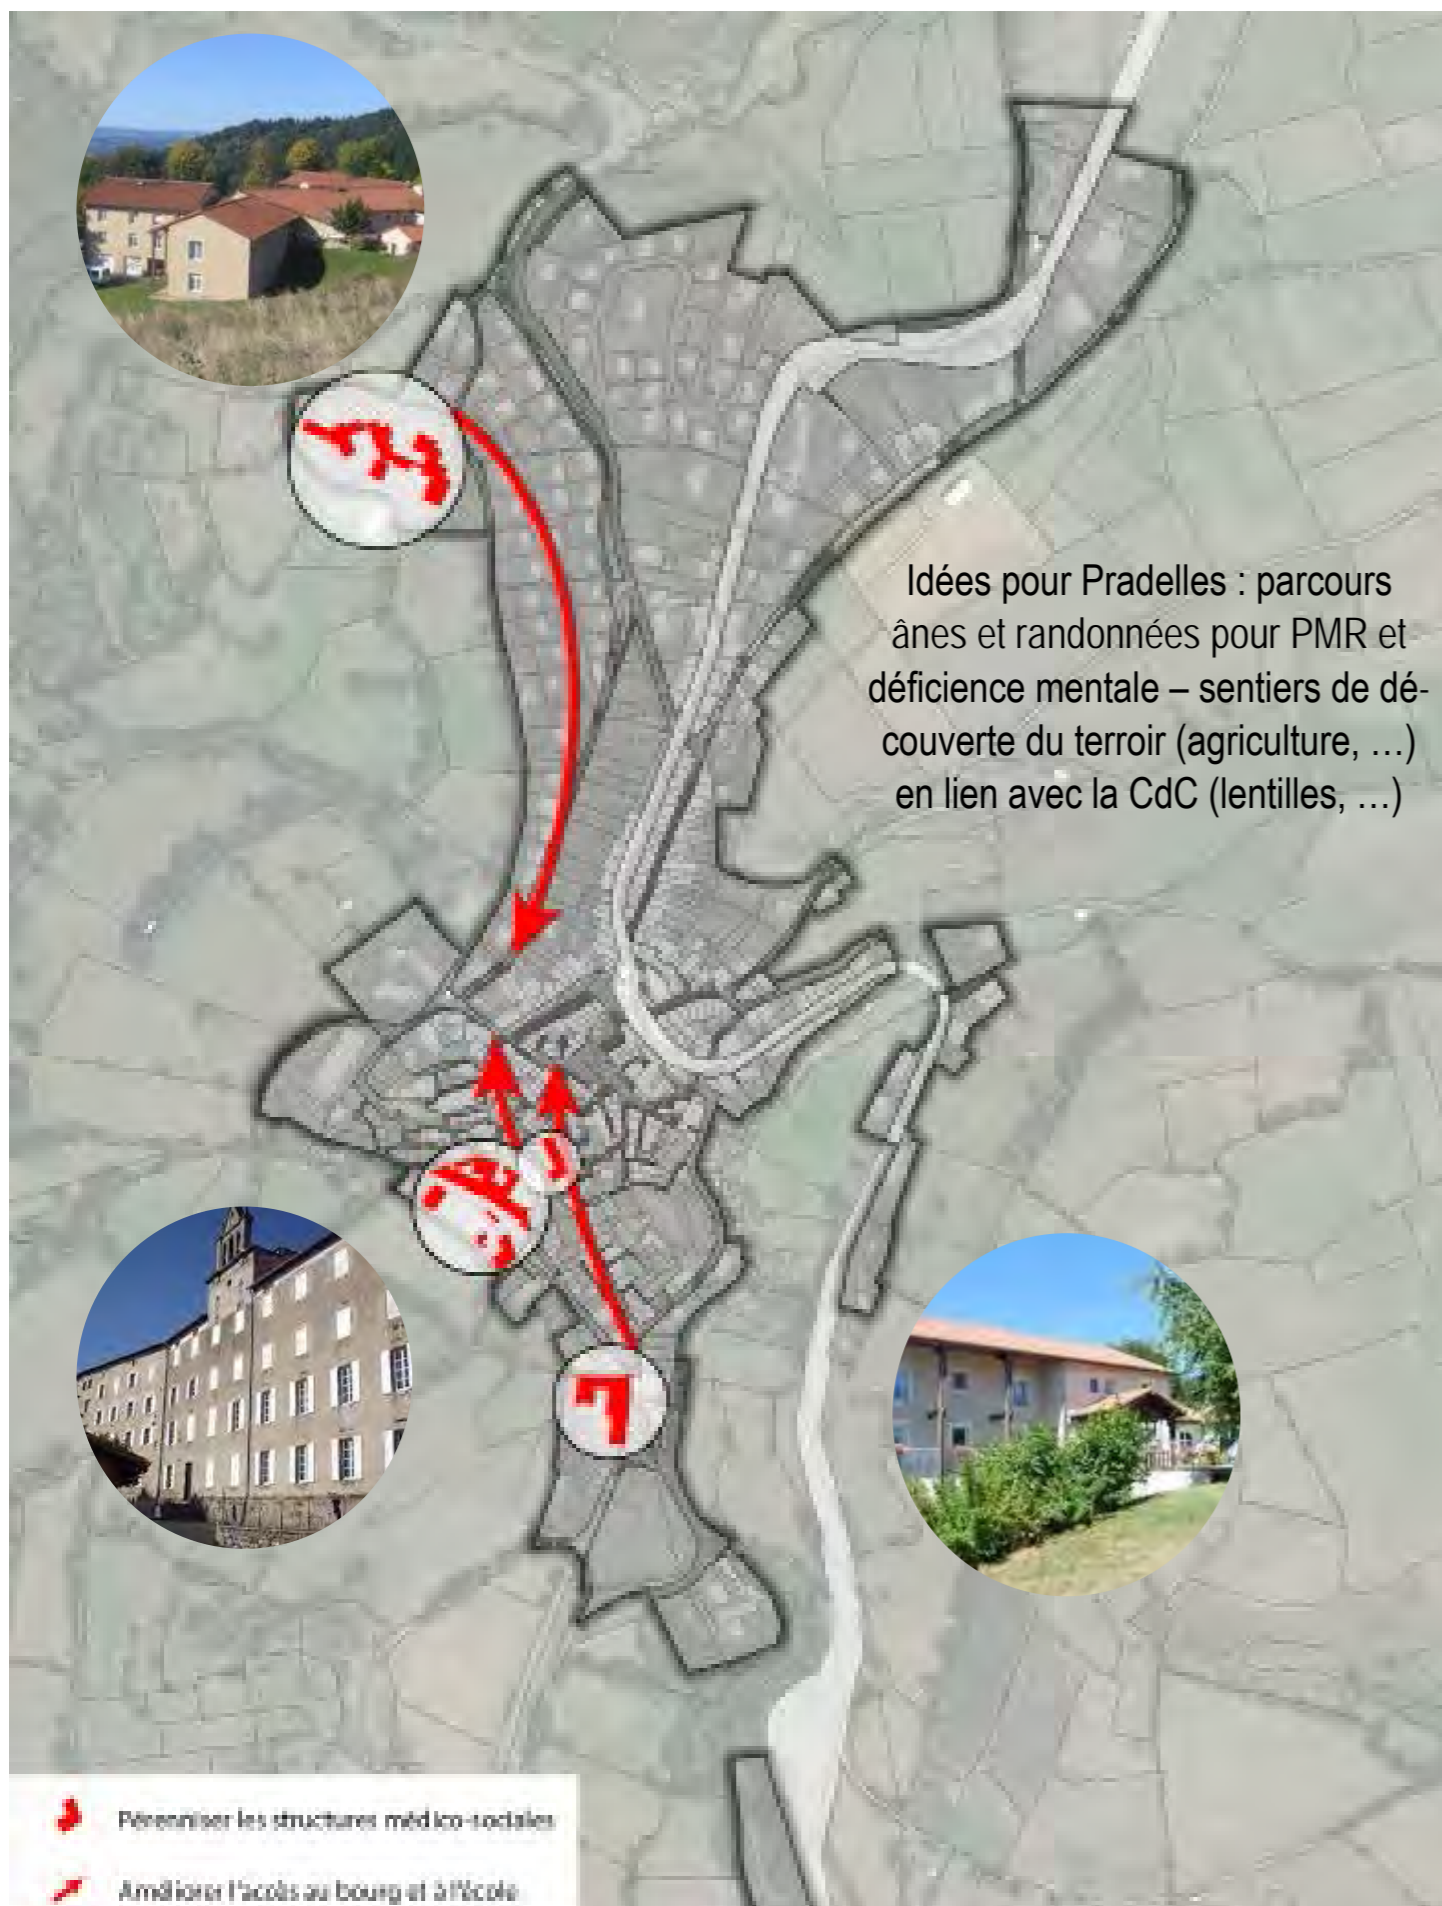 Idées pour Pradelles : parcours
ânes et randonnées pour PMR et
déficience mentale – sentiers de dé-
couverte du terroir (agriculture, …)
en lien avec la CdC (lentilles, …)
Pérenniser les structures médico-sociales
Améliorer l'accès au bourg et à l'école